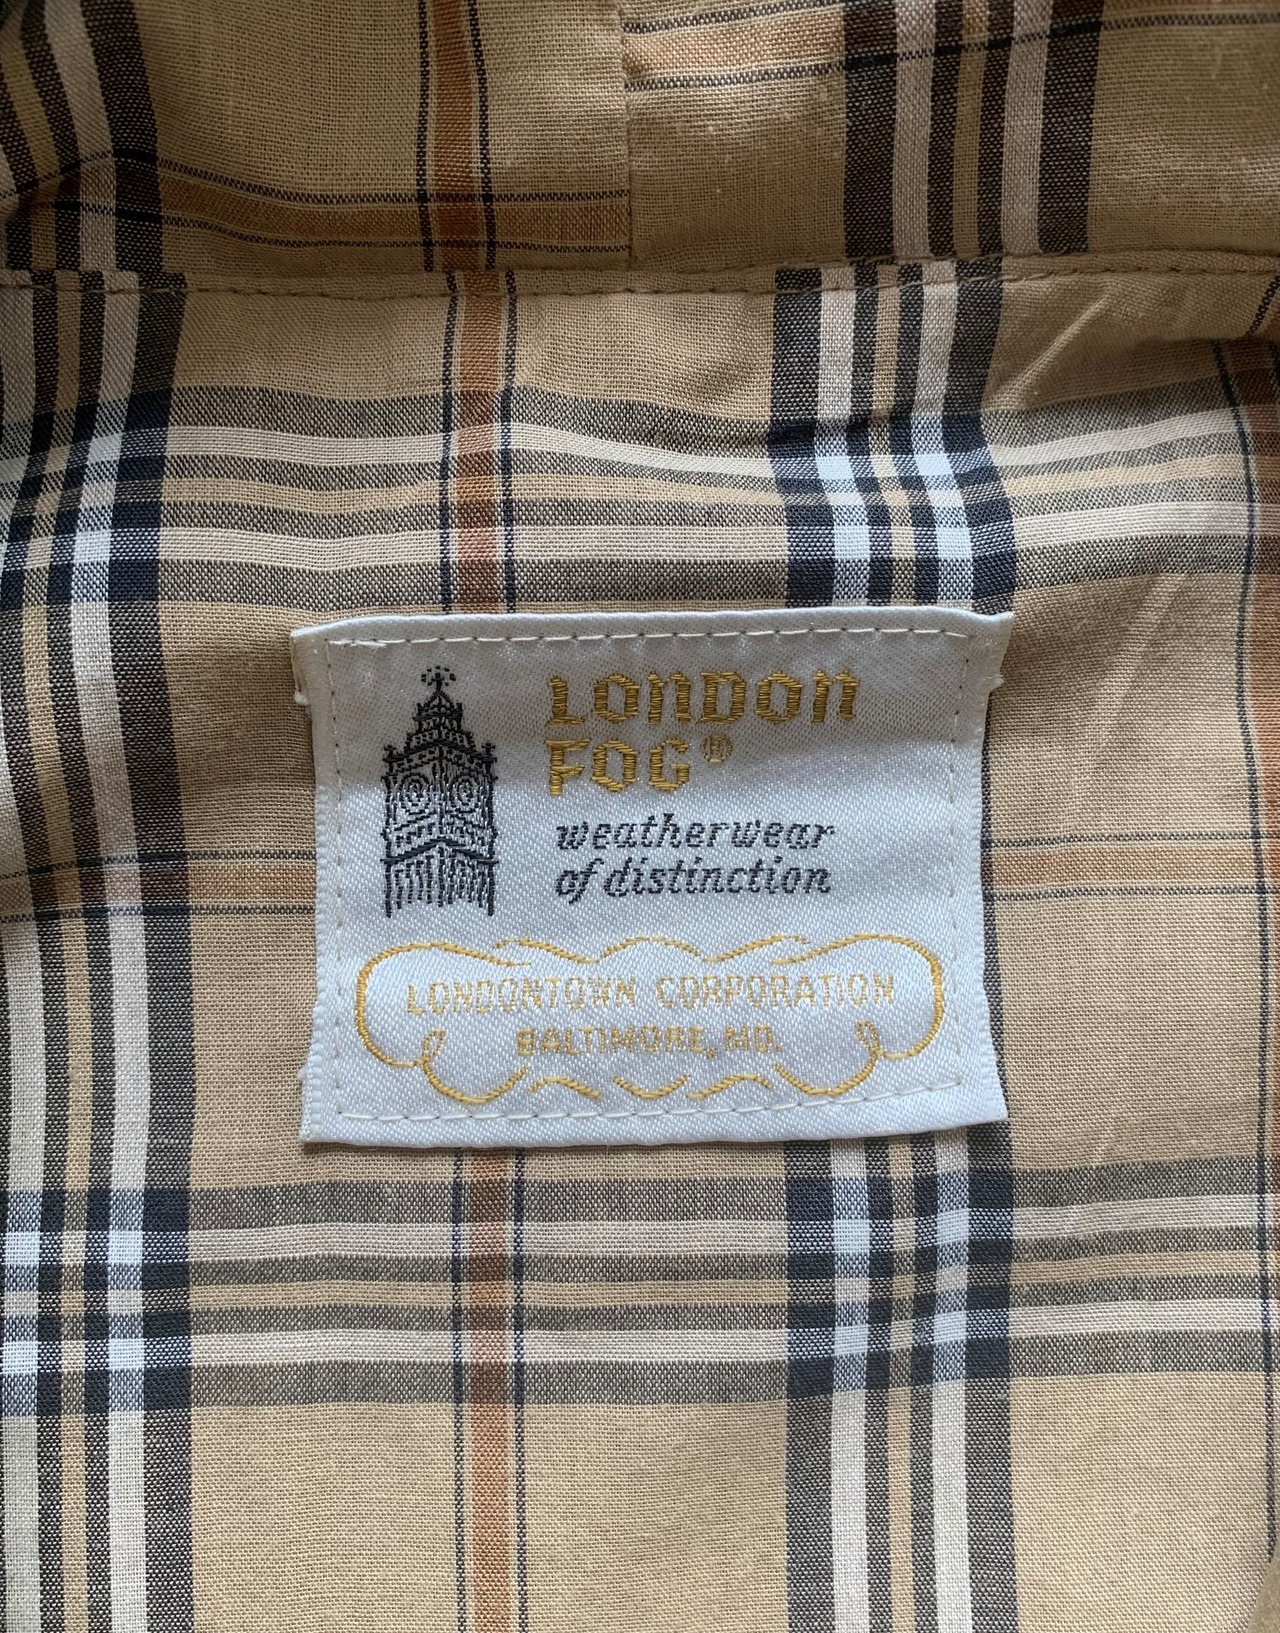 LONDON
FOG®
weatherwear
of distinction
LONDONTOWN CORPORATION
BALTIMORE, MD.